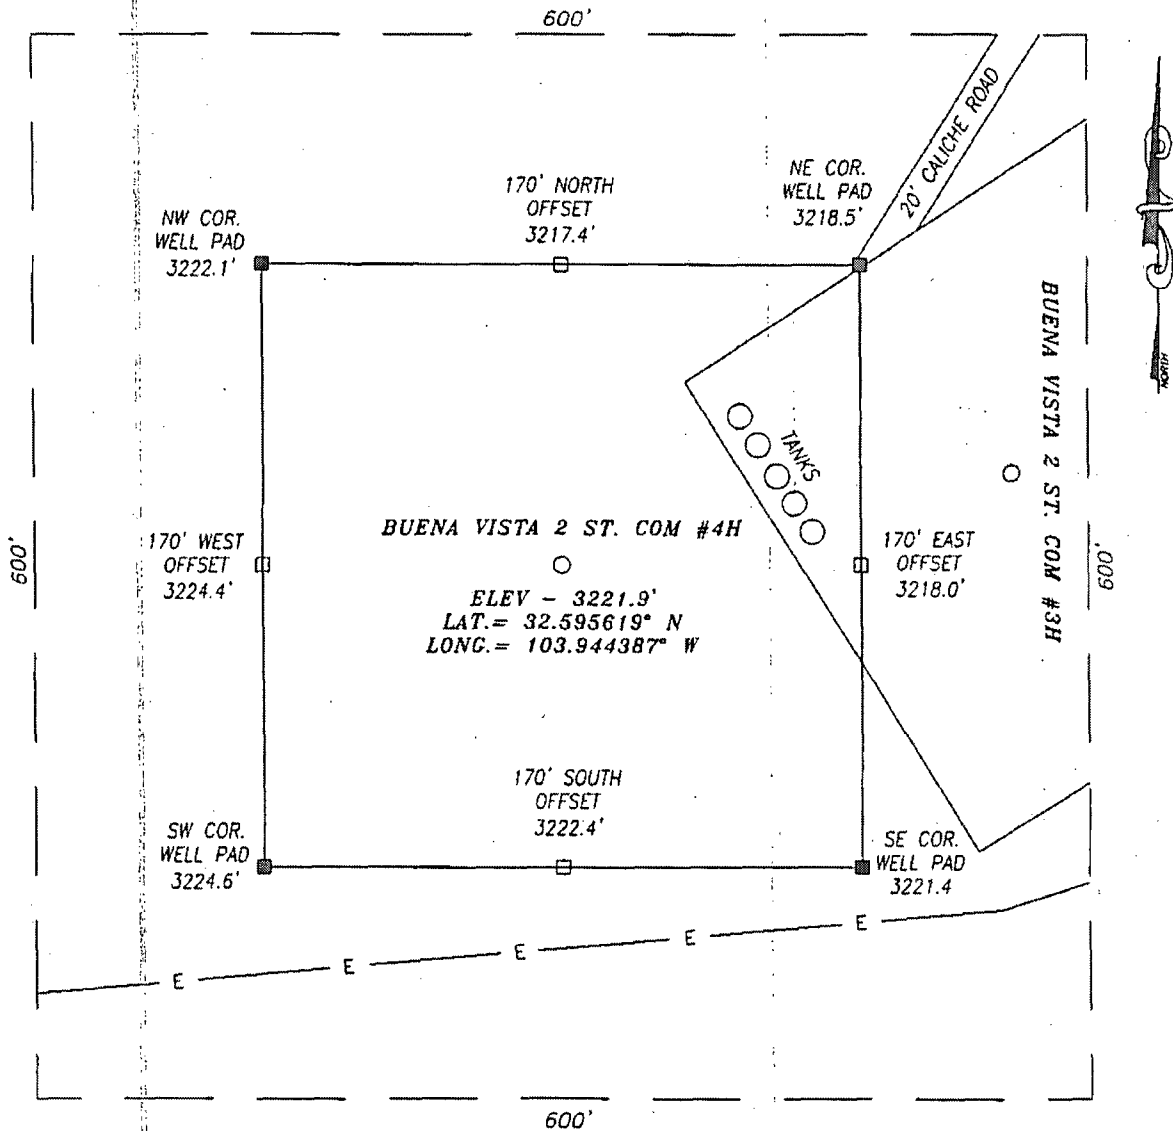 600'
20' CALICHE ROAD
NE COR.
WELL PAD
3218.5'
170' NORTH
OFFSET
3217.4'
NW COR.
WELL PAD
3222.1'
NORTH
BUENA VISTA 2 ST. COM #3H
TANKS
BUENA VISTA 2 ST. COM #4H
170' WEST
OFFSET
3224.4'
170' EAST
OFFSET
3218.0'
600'
600'
ELEV - 3221.9'
LAT.= 32.595619° N
LONG.= 103.944387° W
170' SOUTH
OFFSET
3222.4'
SW COR.
WELL PAD
3224.6'
SE COR.
WELL PAD
3221.4
E E E E E
600'